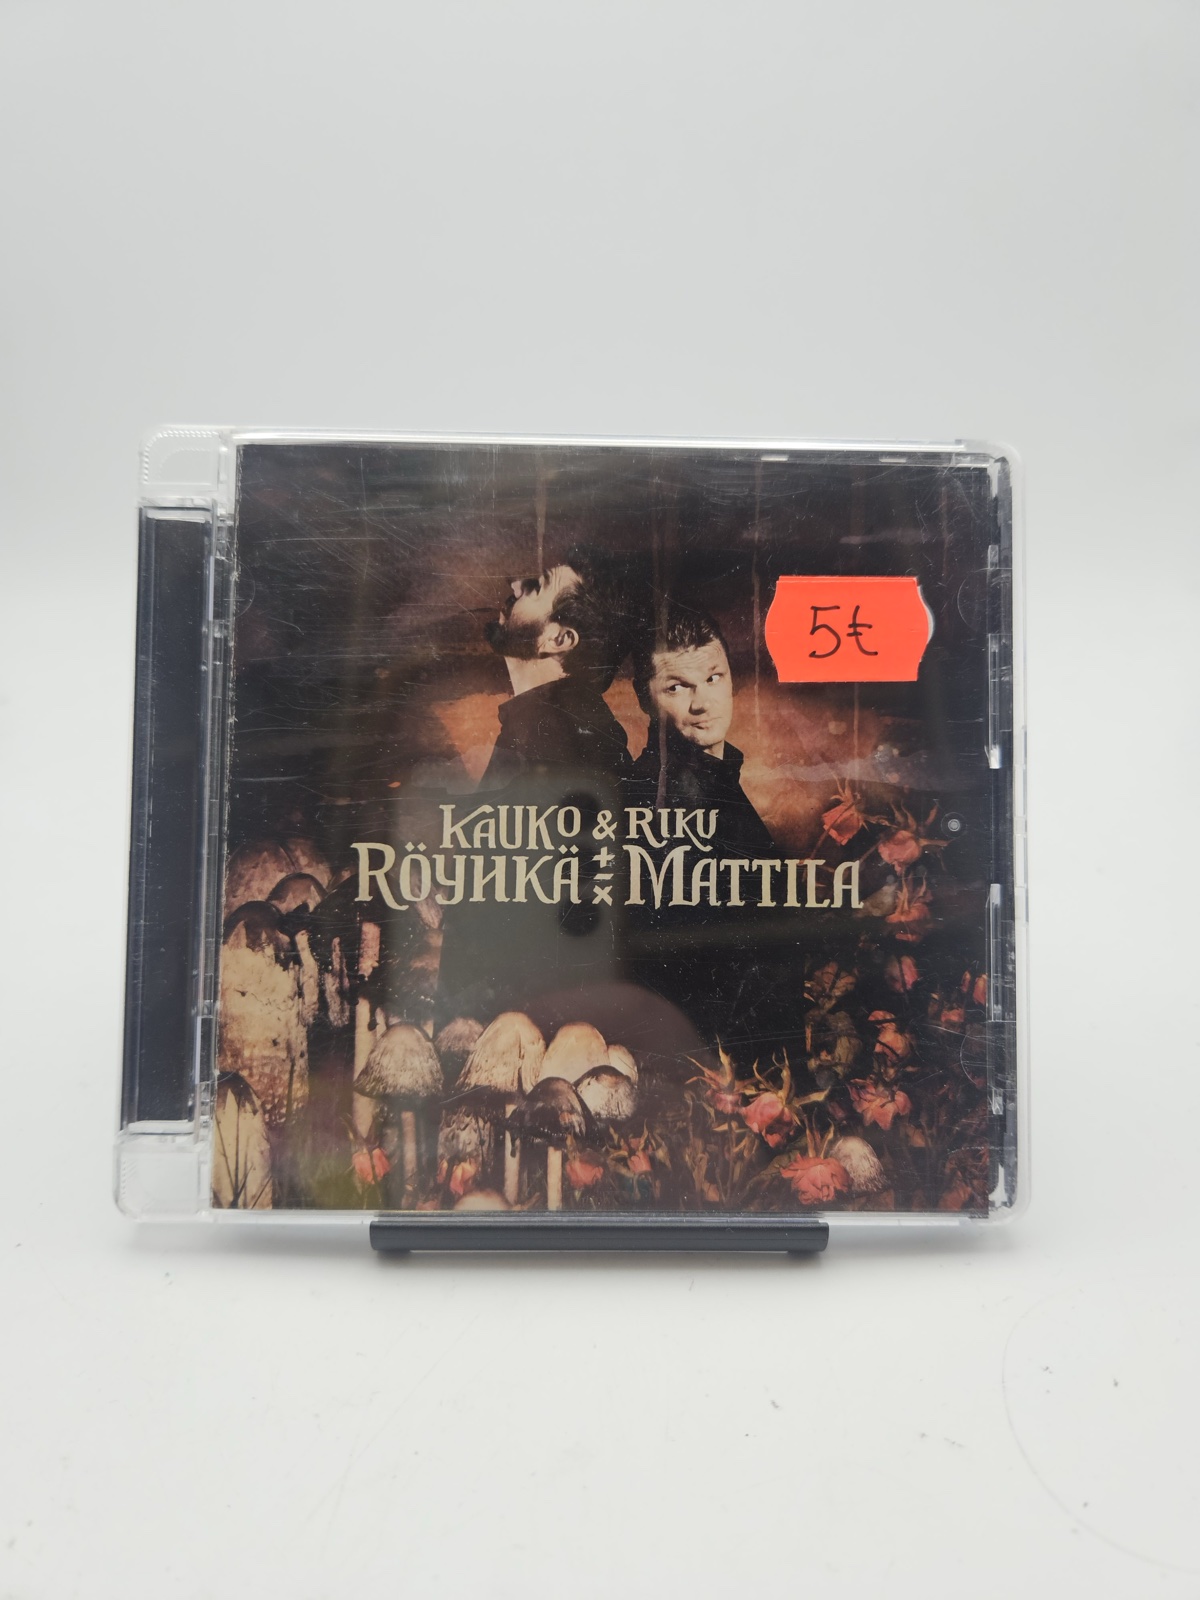 5€
KAUKO & RIKU
RÖYHKÄ + – x MATTILA